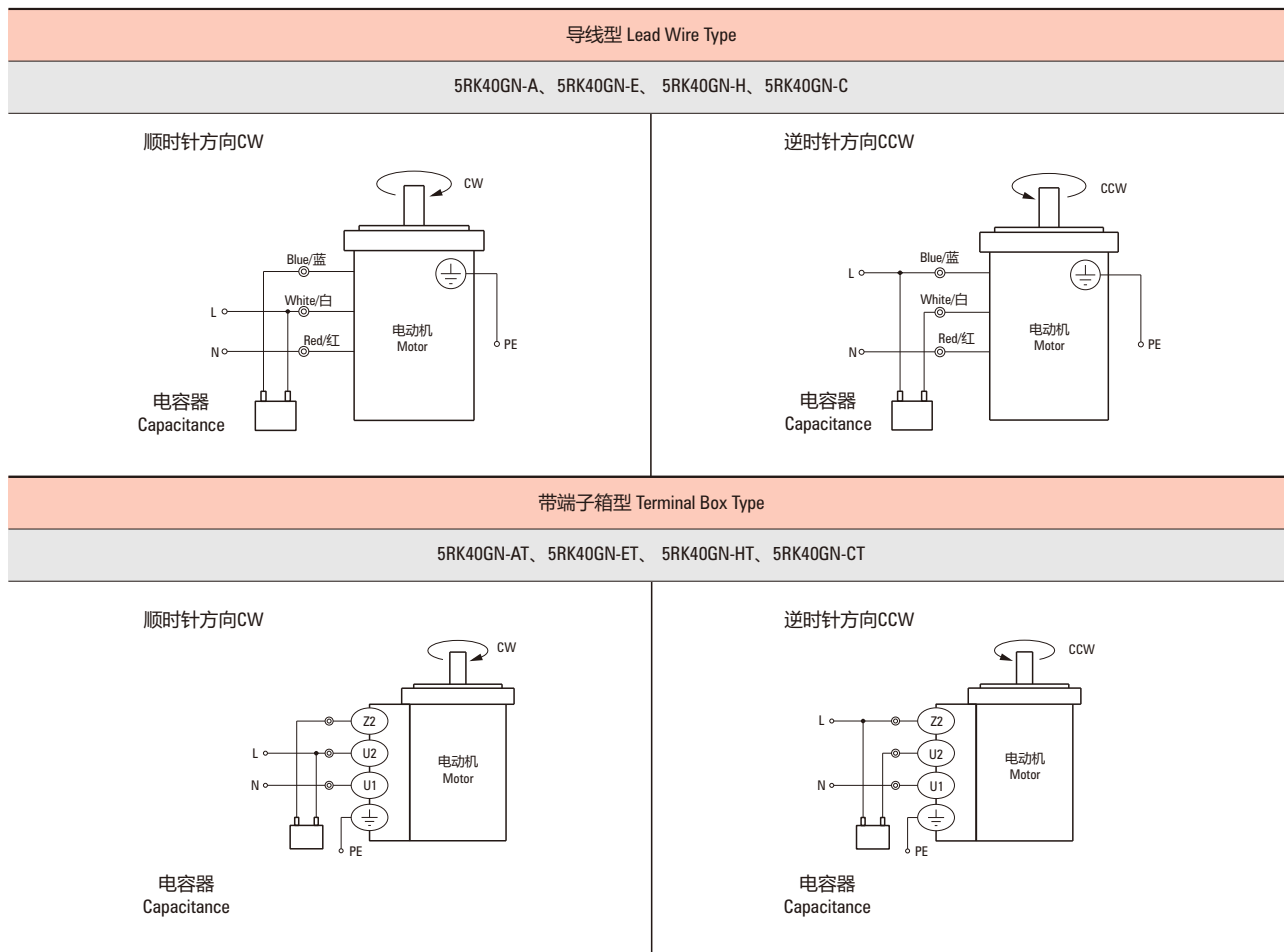 导线型 Lead Wire Type
5RK40GN-A、5RK40GN-E、 5RK40GN-H、5RK40GN-C
顺时针方向CW
CW
Blue/蓝
White/白
L
Red/红
N
电动机
Motor
PE
电容器
Capacitance
逆时针方向CCW
CCW
Blue/蓝
L
White/白
Red/红
N
电动机
Motor
PE
电容器
Capacitance
带端子箱型 Terminal Box Type
5RK40GN-AT、5RK40GN-ET、 5RK40GN-HT、5RK40GN-CT
顺时针方向CW
CW
Z2
L
U2
N
U1
电动机
Motor
PE
电容器
Capacitance
逆时针方向CCW
CCW
L
Z2
U2
N
U1
电动机
Motor
PE
电容器
Capacitance